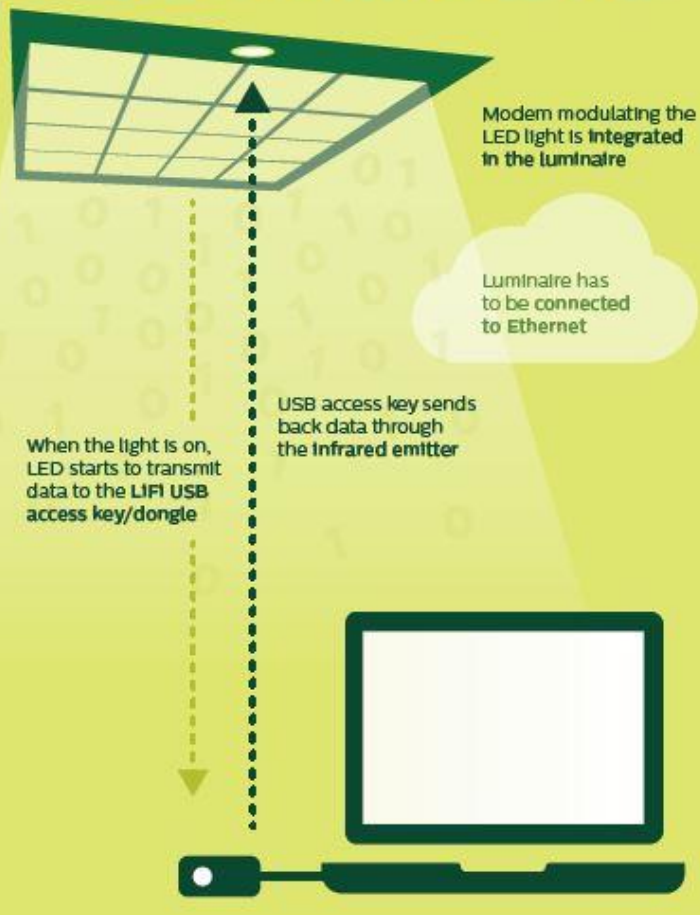 Modem modulating the
LED light is integrated
in the luminaire
Luminaire has
to be connected
to Ethernet
USB access key sends
back data through
the infrared emitter
When the light is on,
LED starts to transmit
data to the LiFi USB
access key/dongle